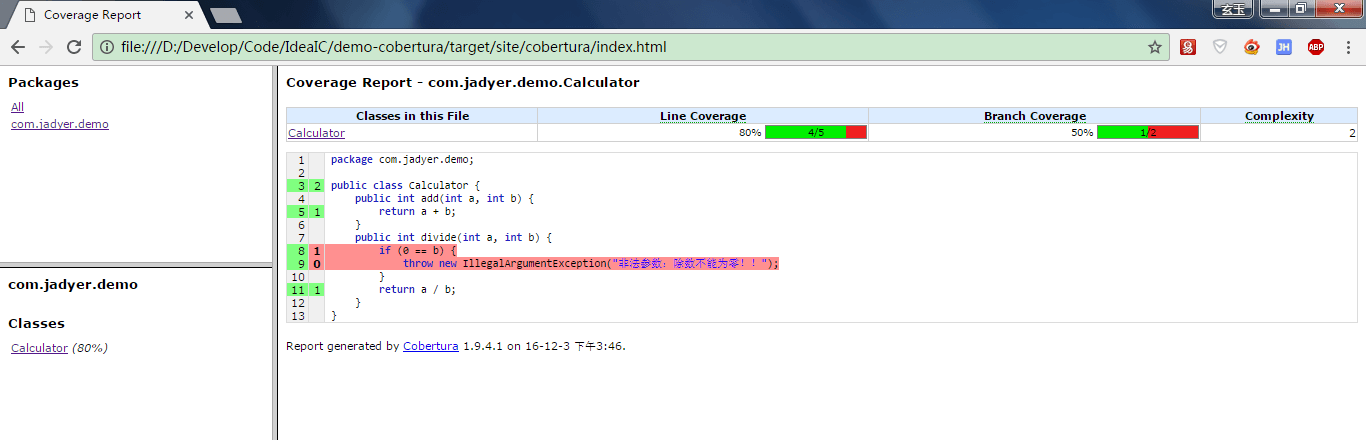 Coverage Report
玄玉
file:///D:/Develop/Code/IdeaIC/demo-cobertura/target/site/cobertura/index.html
JH
ABP
Packages
All
com.jadyer.demo
com.jadyer.demo
Classes
Calculator (80%)
Coverage Report - com.jadyer.demo.Calculator
Classes in this File Line Coverage Branch Coverage Complexity
Calculator 80% 4/5 50% 1/2 2
1 package com.jadyer.demo;
2
3 2 public class Calculator {
4 public int add(int a, int b) {
5 1 return a + b;
6 }
7 public int divide(int a, int b) {
8 1 if (0 == b) {
9 0 throw new IllegalArgumentException("非法参数：除数不能为零！！");
10 }
11 1 return a / b;
12 }
13 }
Report generated by Cobertura 1.9.4.1 on 16-12-3 下午3:46.